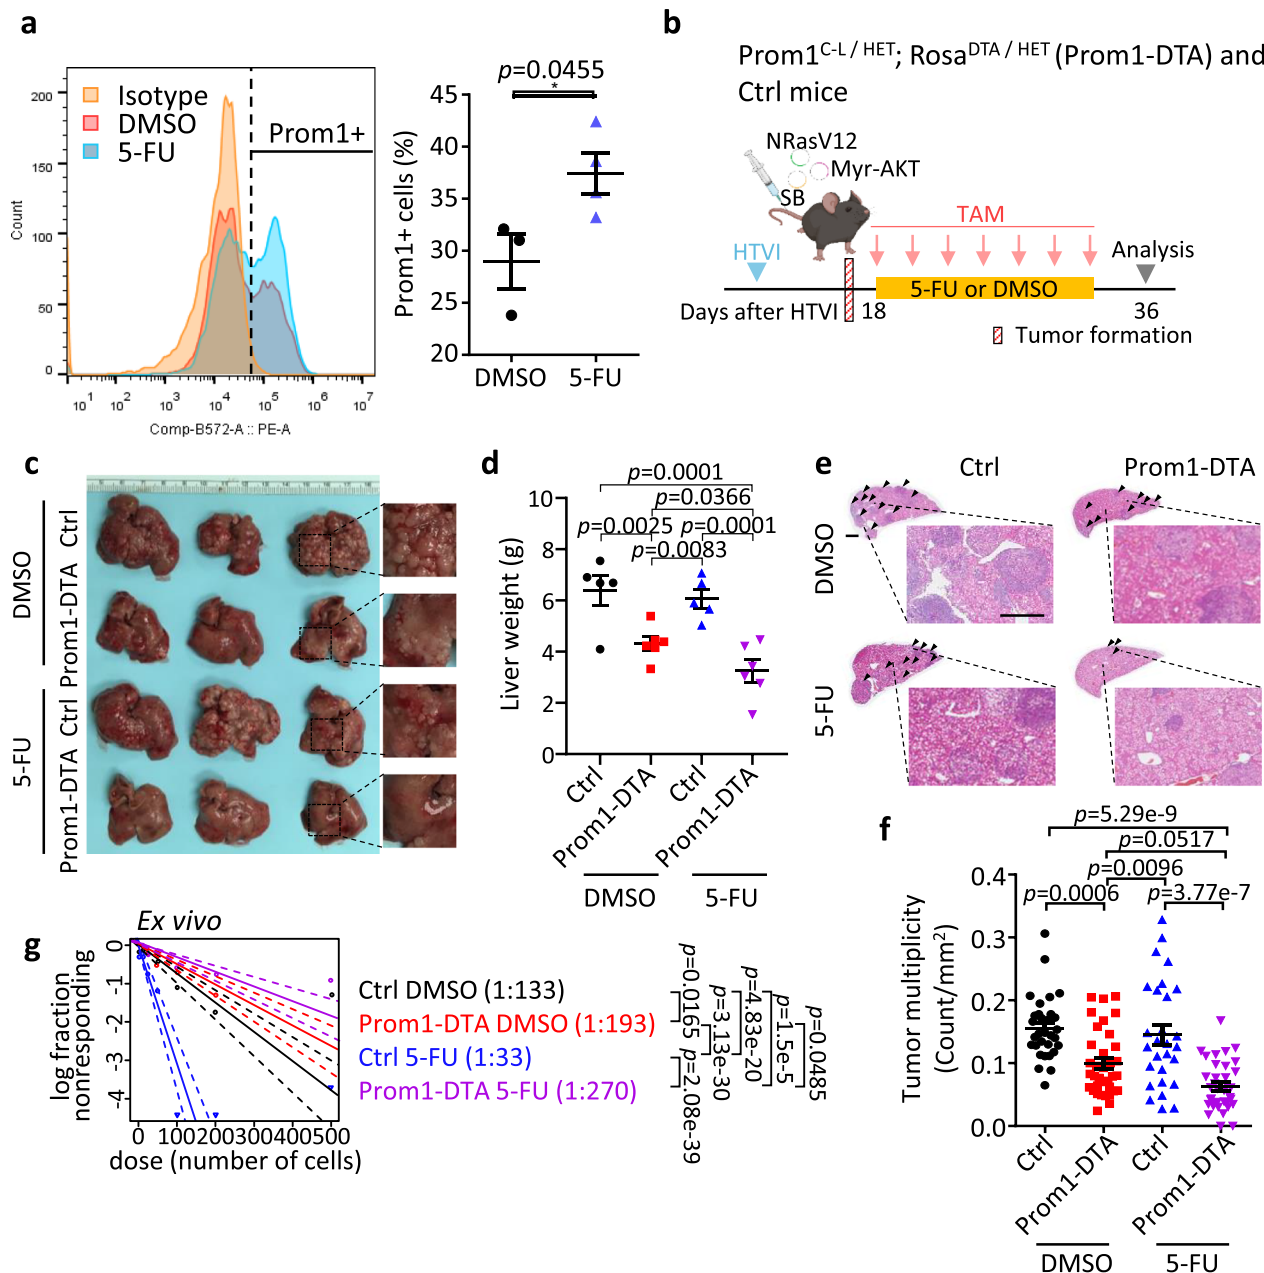 a
Isotype
DMSO
5-FU
Prom1+
200
150
100
50
0
Count
10^1 10^2 10^3 10^4 10^5 10^6 10^7
Comp-B572-A :: PE-A
p=0.0455
*
Prom1+ cells (%)
45
40
35
30
25
20
DMSO 5-FU
b
Prom1^C-L / HET; Rosa^DTA / HET (Prom1-DTA) and
Ctrl mice
NRasV12
Myr-AKT
SB
HTVI
TAM
Analysis
5-FU or DMSO
Days after HTVI 18 36
Tumor formation
c
DMSO
5-FU
Ctrl
Prom1-DTA
Ctrl
Prom1-DTA
d
p=0.0001
p=0.0366
p=0.0025 p=0.0001
p=0.0083
Liver weight (g)
10
8
6
4
2
0
Ctrl
Prom1-DTA
Ctrl
Prom1-DTA
DMSO 5-FU
e
Ctrl Prom1-DTA
DMSO
5-FU
f
p=5.29e-9
p=0.0517
p=0.0096
p=0.0006 p=3.77e-7
Tumor multiplicity
(Count/mm²)
0.4
0.3
0.2
0.1
0.0
Ctrl
Prom1-DTA
Ctrl
Prom1-DTA
DMSO 5-FU
g
Ex vivo
log fraction
nonresponding
0
-1
-2
-3
-4
0 100 200 300 400 500
dose (number of cells)
Ctrl DMSO (1:133)
Prom1-DTA DMSO (1:193)
Ctrl 5-FU (1:33)
Prom1-DTA 5-FU (1:270)
p=0.0165
p=2.08e-39
p=3.13e-30
p=4.83e-20
p=1.5e-5
p=0.0485